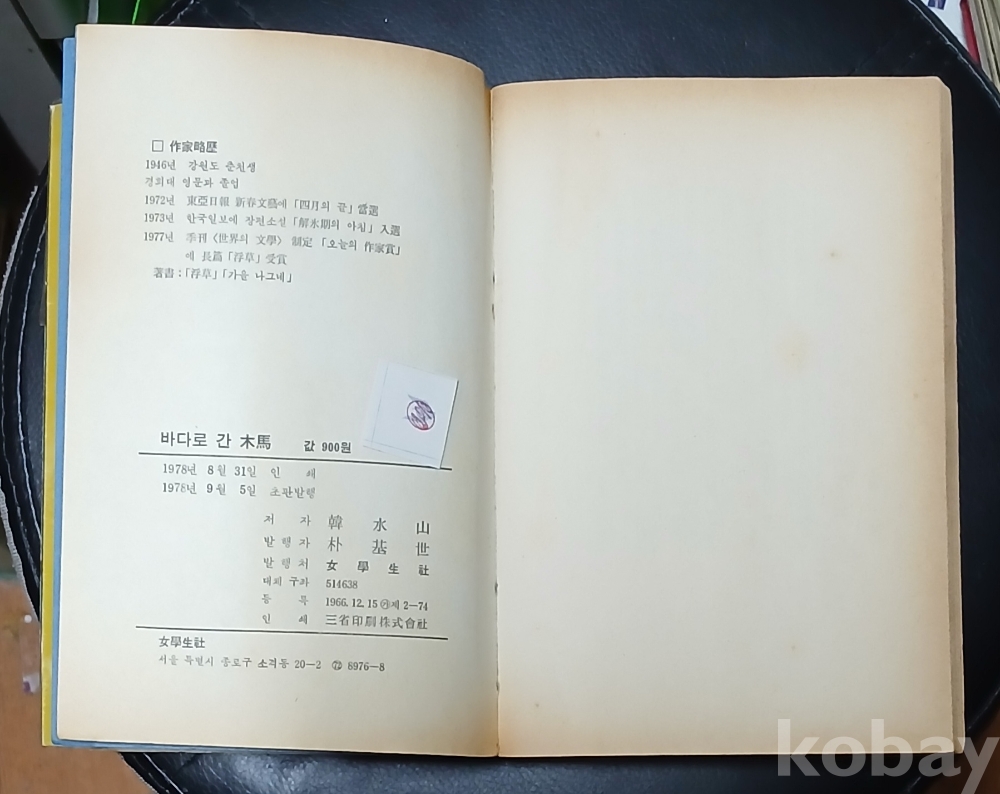 □ 作家略歷
1946년 강원도 춘천생
경희대 영문과 졸업
1972년 東亞日報 新春文藝에 「四月의 끝」 當選
1973년 한국일보에 장편소설 「解氷期의 아침」 入選
1977년 季刊 〈世界의 文學〉 制定 「오늘의 作家賞」
에 長篇 「浮草」 受賞
著書 : 「浮草」 「가을 나그네」
바다로 간 木馬 값 900원
1978년 8월 31일 인 쇄
1978년 9월 5일 초판발행
저 자 韓 水 山
발 행 자 朴 基 世
발 행 처 女 學 生 社
대체 구좌 514638
등 록 1966. 12. 15 ㉮제 2—74
인 쇄 三省印刷株式會社
女學生社
서울 특별시 종로구 소격동 20—2 ㉒ 8976—8
kobay